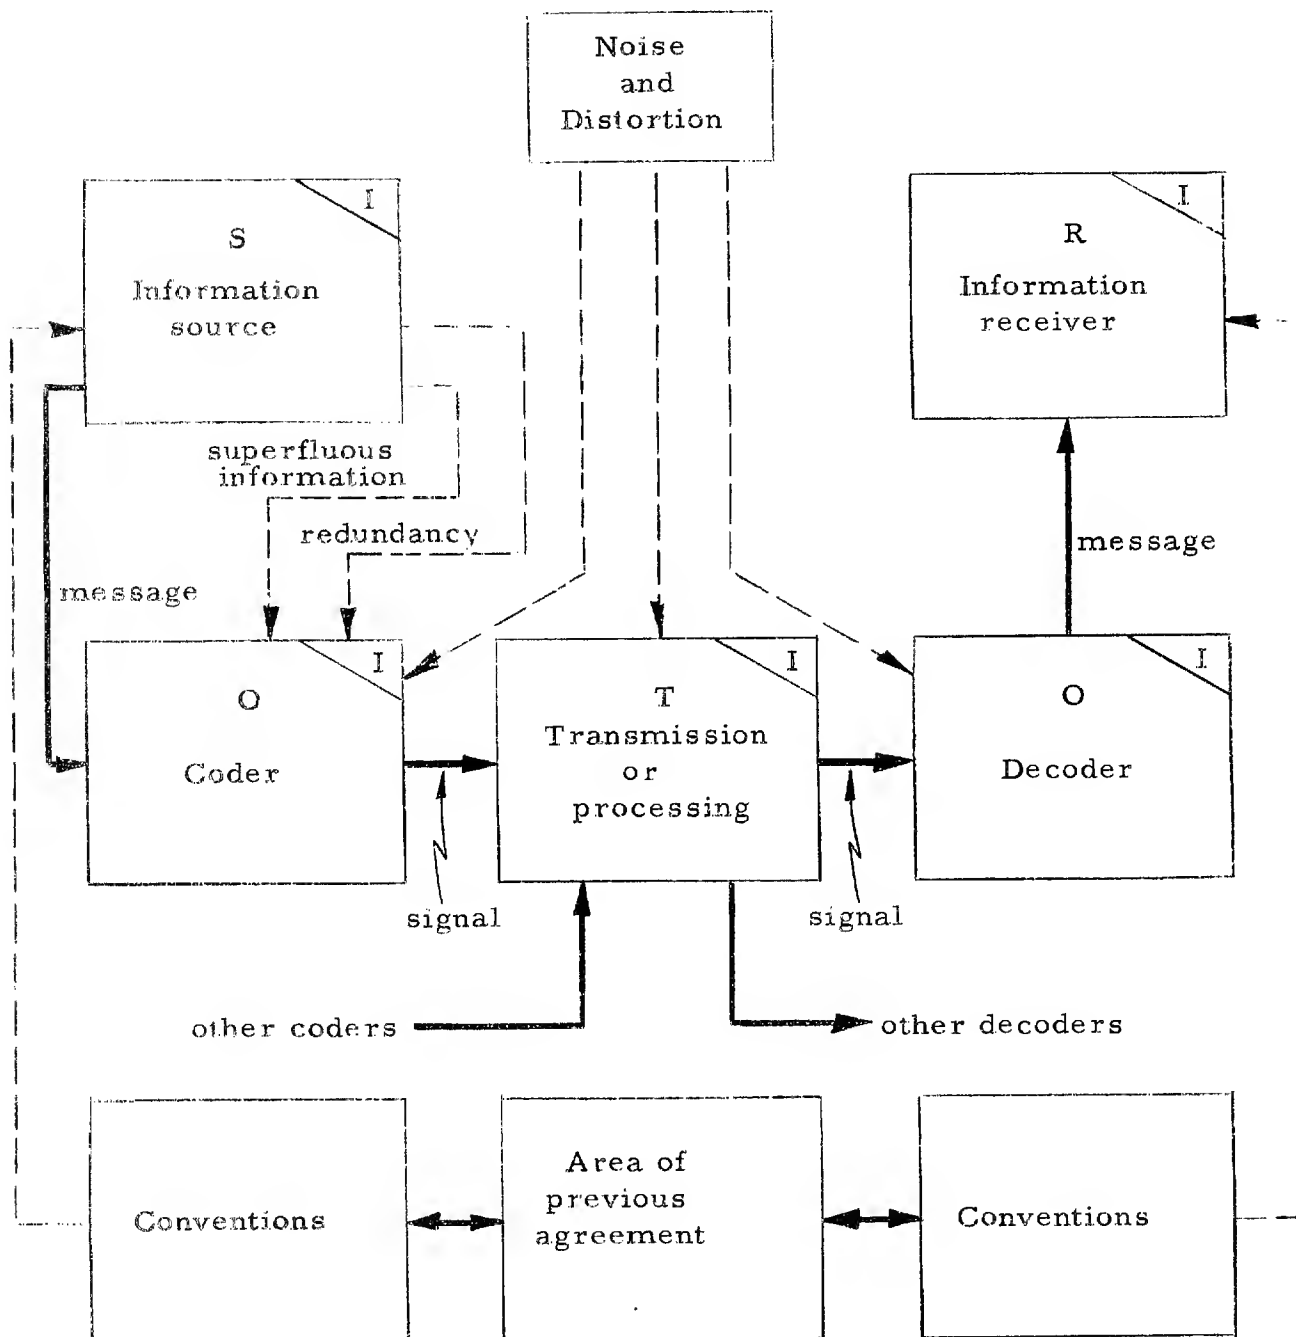 Noise
and
Distortion
I
S
Information
source
I
R
Information
receiver
superfluous
information
redundancy
message
message
I
O
Coder
I
T
Transmission
or
processing
I
O
Decoder
signal
signal
other coders
other decoders
Conventions
Area of
previous
agreement
Conventions